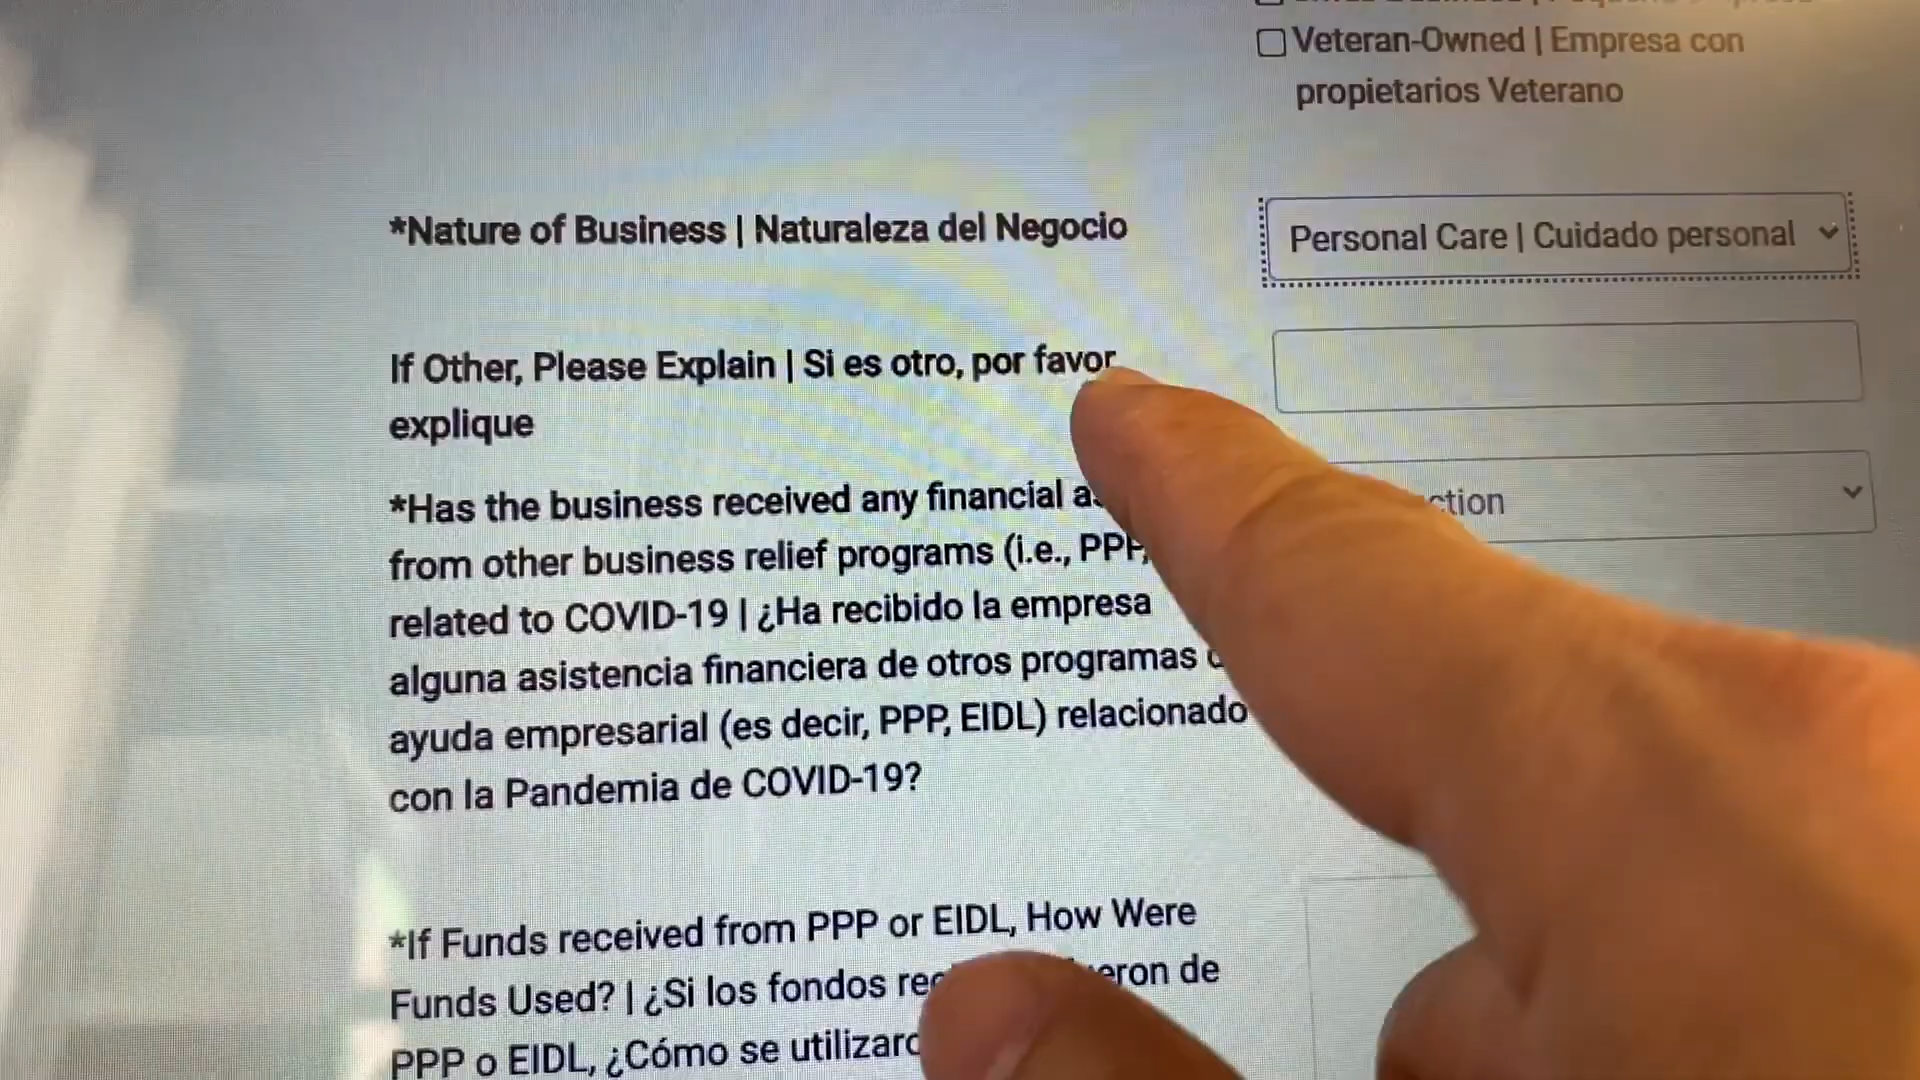 Veteran-Owned | Empresa con
propietarios Veterano
*Nature of Business | Naturaleza del Negocio
Personal Care | Cuidado personal
If Other, Please Explain | Si es otro, por favor
explique
*Has the business received any financial
from other business relief programs (i.e., PPP,
related to COVID-19 | ¿Ha recibido la empresa
alguna asistencia financiera de otros programas
ayuda empresarial (es decir, PPP, EIDL) relacionado
con la Pandemia de COVID-19?
*If Funds received from PPP or EIDL, How Were
Funds Used? | ¿Si los fondos de
PPP o EIDL, ¿Cómo se